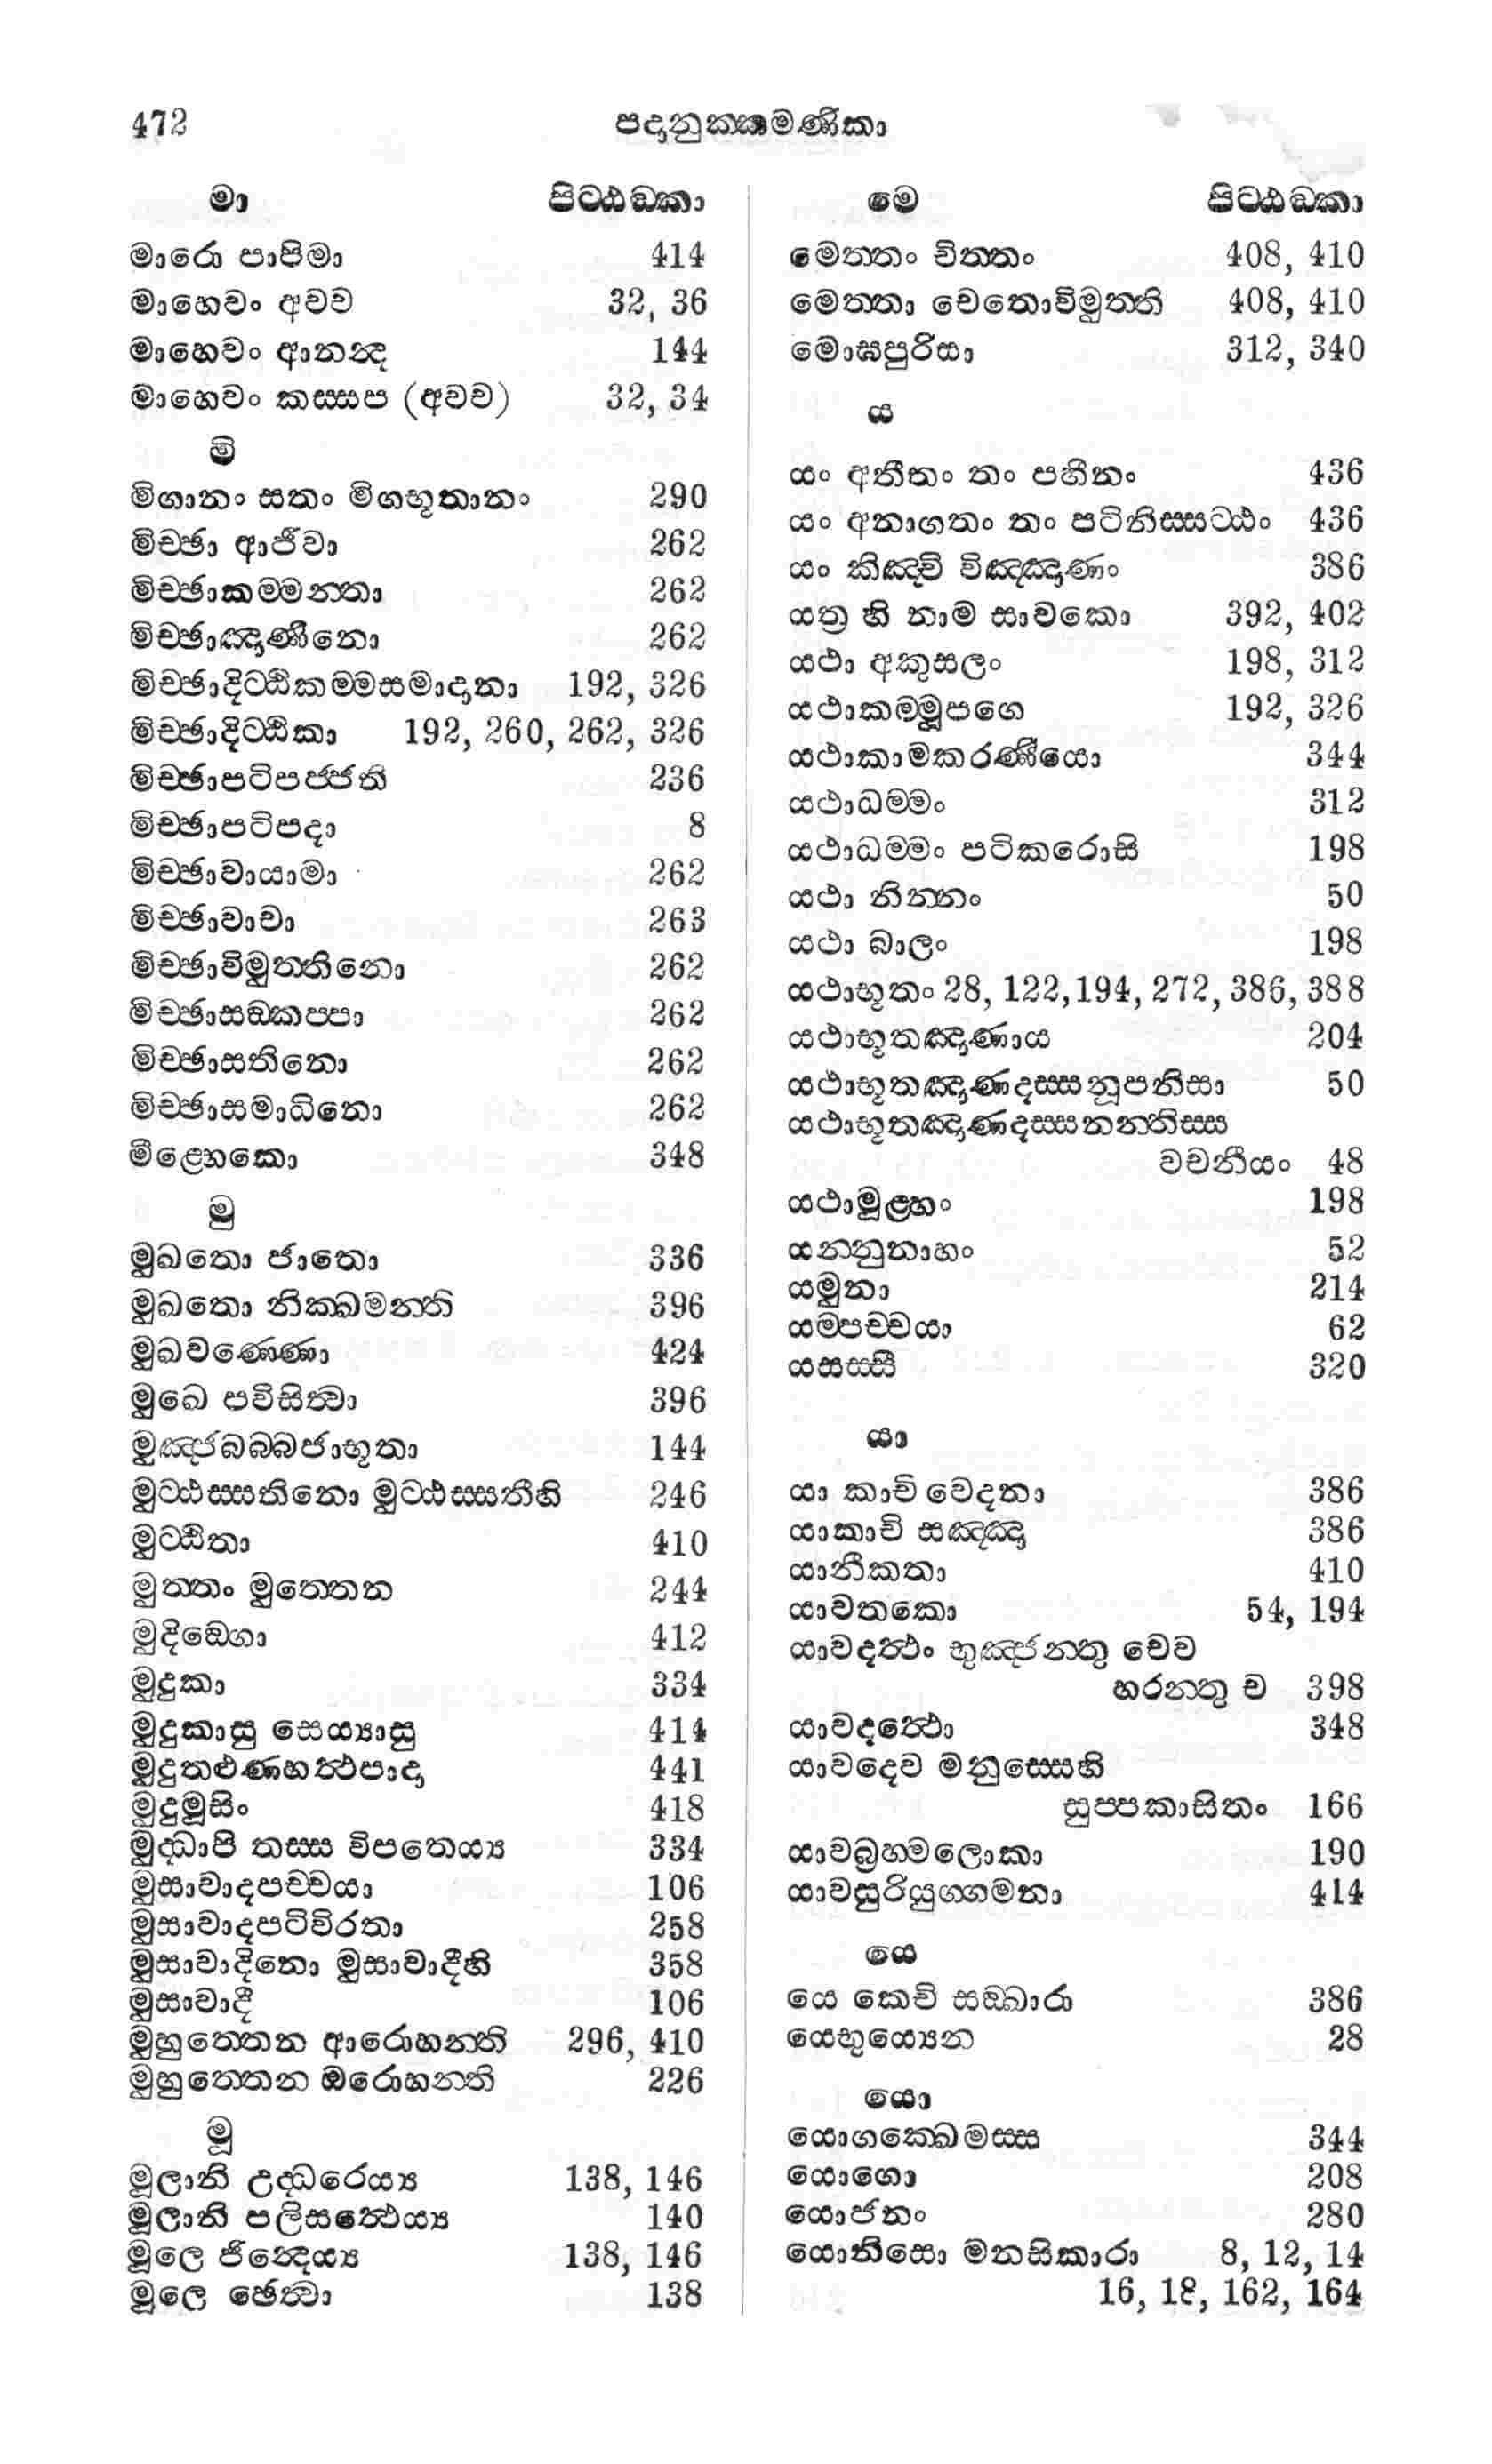 472
පදානුක්කමණිකා
මා පිට්ඨඞ්කා
මාරො පාපිමා 414
මාහෙවං අවච 32, 36
මාහෙවං ආනන්ද 144
මාහෙවං කස්සප (අවච) 32, 34
මි
මිගානං සතං මිගභූතානං 290
මිච්ඡා ආජීවා 262
මිච්ඡාකම්මන්තා 262
මිච්ඡාඤාණිනො 262
මිච්ඡාදිට්ඨිකම්මසමාදානා 192, 326
මිච්ඡාදිට්ඨිකා 192, 260, 262, 326
මිච්ඡාපටිපජ්ජති 236
මිච්ඡාපටිපදා 8
මිච්ඡාවායාමා 262
මිච්ඡාවාචා 263
මිච්ඡාවිමුත්තිනො 262
මිච්ඡාසඞ්කප්පා 262
මිච්ඡාසතිනො 262
මිච්ඡාසමාධිනො 262
මීළ්හකො 348
මු
මුඛතො ජාතො 336
මුඛතො නික්ඛමන්ති 396
මුඛවණ්ණො 424
මුඛෙ පවිසිත්වා 396
මුඤ්ජබබ්බජාභූතා 144
මුට්ඨස්සතිනො මුට්ඨස්සතීහි 246
මුට්ඨිතා 410
මුත්තං මුත්තෙන 244
මුදිඞ්ගො 412
මුදුකා 334
මුදුකාසු සෙය්‍යාසු 414
මුදුතළුණහත්ථපාදා 441
මුදුමූසිං 418
මුද්ධාපි තස්ස විපතෙය්‍ය 334
මුසාවාදපච්චයා 106
මුසාවාදපටිවිරතා 258
මුසාවාදිනො මුසාවාදීහි 358
මුසාවාදී 106
මුහුත්තෙන ආරොහන්ති 296, 410
මුහුත්තෙන ඔරොහන්ති 226
මූ
මූලානි උද්ධරෙය්‍ය 138, 146
මූලානි පලිසත්ථෙය්‍ය 140
මූලෙ ඡින්දෙය්‍ය 138, 146
මූලෙ ඡෙත්වා 138
මෙ පිට්ඨඞ්කා
මෙත්තං චිත්තං 408, 410
මෙත්තා චෙතොවිමුත්ති 408, 410
මොඝපුරිසා 312, 340
ය
යං අතීතං තං පහීනං 436
යං අනාගතං තං පටිනිස්සට්ඨං 436
යං කිඤ්චි විඤ්ඤාණං 386
යත්‍ර හි නාම සාවකො 392, 402
යථා අකුසලං 198, 312
යථාකම්මූපගෙ 192, 326
යථාකාමකරණීයො 344
යථාධම්මං 312
යථාධම්මං පටිකරොසි 198
යථා නින්නං 50
යථා බාලං 198
යථාභූතං 28, 122,194, 272, 386, 388
යථාභූතඤාණාය 204
යථාභූතඤාණදස්සනූපනිසා 50
යථාභූතඤාණදස්සනන්තිස්ස
වචනීයං 48
යථාමූළ්හං 198
යන්නුනාහං 52
යමුනා 214
යම්පච්චයා 62
යසස්සී 320
යා
යා කාචි වෙදනා 386
යාකාචි සඤ්ඤා 386
යානීකතා 410
යාවතකො 54, 194
යාවදත්ථං භුඤ්ජන්තු චෙව
හරන්තු ච 398
යාවදත්ථො 348
යාවදෙව මනුස්සෙහි
සුප්පකාසිතං 166
යාවබ්‍රහ්මලොකා 190
යාවසුරියුග්ගමනා 414
යෙ
යෙ කෙචි සඞ්ඛාරා 386
යෙභුය්‍යෙන 28
යො
යොගක්ඛෙමස්ස 344
යොගො 208
යොජනං 280
යොනිසො මනසිකාරා 8, 12, 14
16, 18, 162, 164